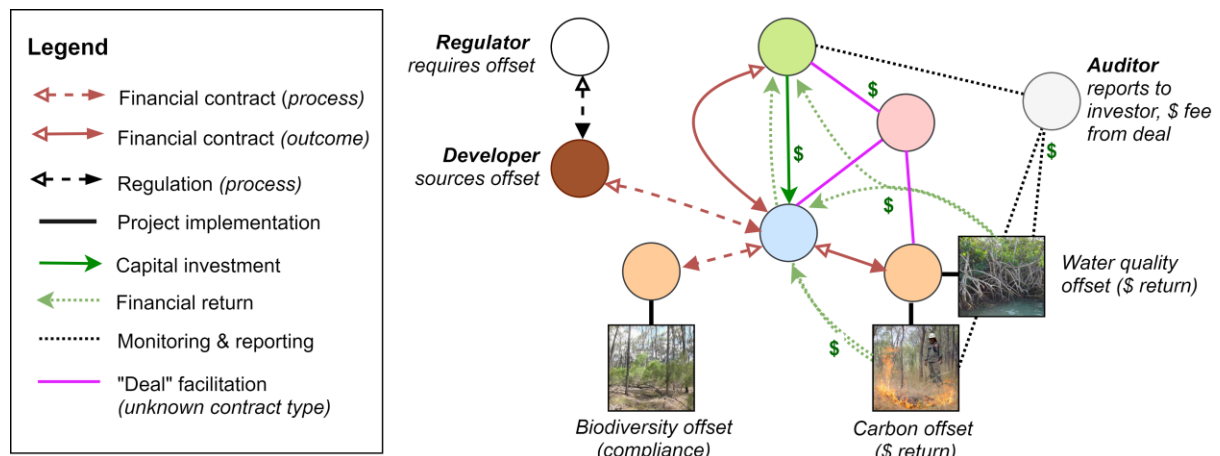 Legend
Financial contract (process)
Financial contract (outcome)
Regulation (process)
Project implementation
Capital investment
Financial return
Monitoring & reporting
"Deal" facilitation
(unknown contract type)
Regulator
requires offset
Developer
sources offset
$
$
$
$
$
Auditor
reports to
investor, $ fee
from deal
Water quality
offset ($ return)
Biodiversity offset
(compliance)
Carbon offset
($ return)